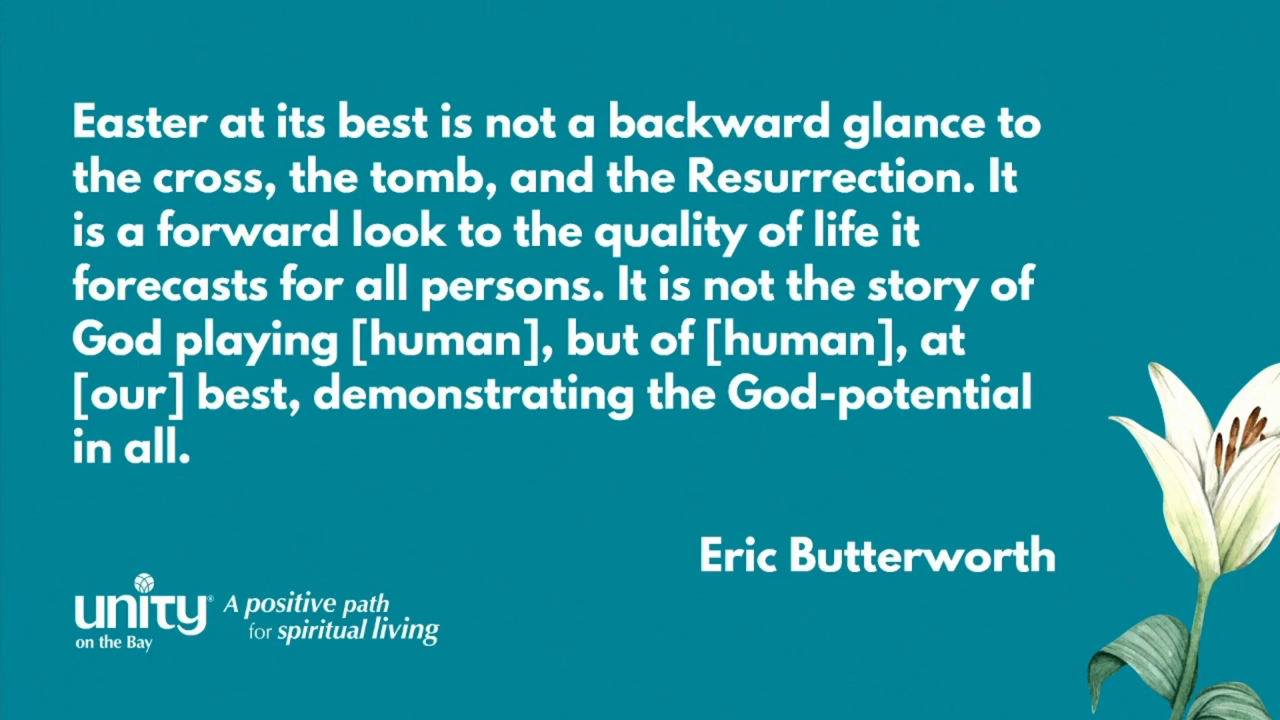 Easter at its best is not a backward glance to
the cross, the tomb, and the Resurrection. It
is a forward look to the quality of life it
forecasts for all persons. It is not the story of
God playing [human], but of [human], at
[our] best, demonstrating the God-potential
in all.
Eric Butterworth
unity®
on the Bay
A positive path
for spiritual living